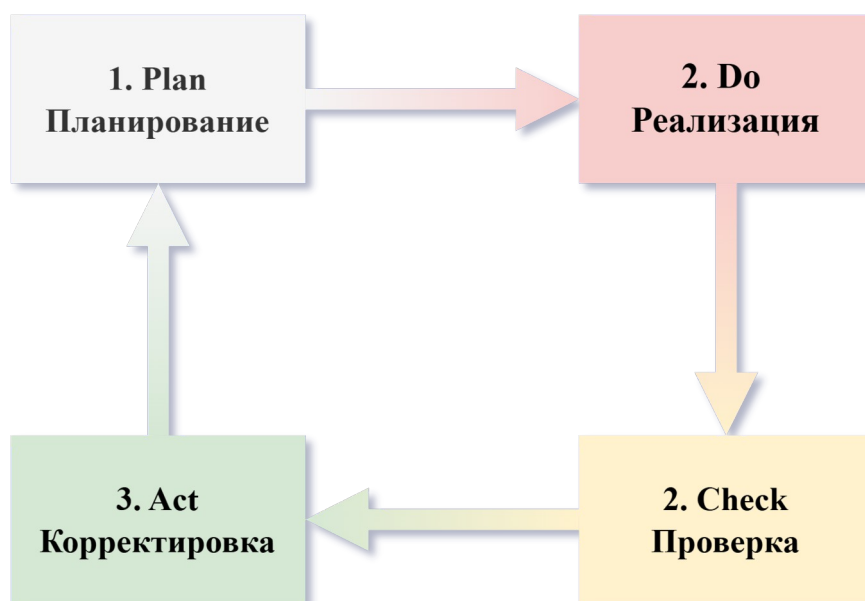 1. Plan
Планирование
2. Do
Реализация
3. Act
Корректировка
2. Check
Проверка